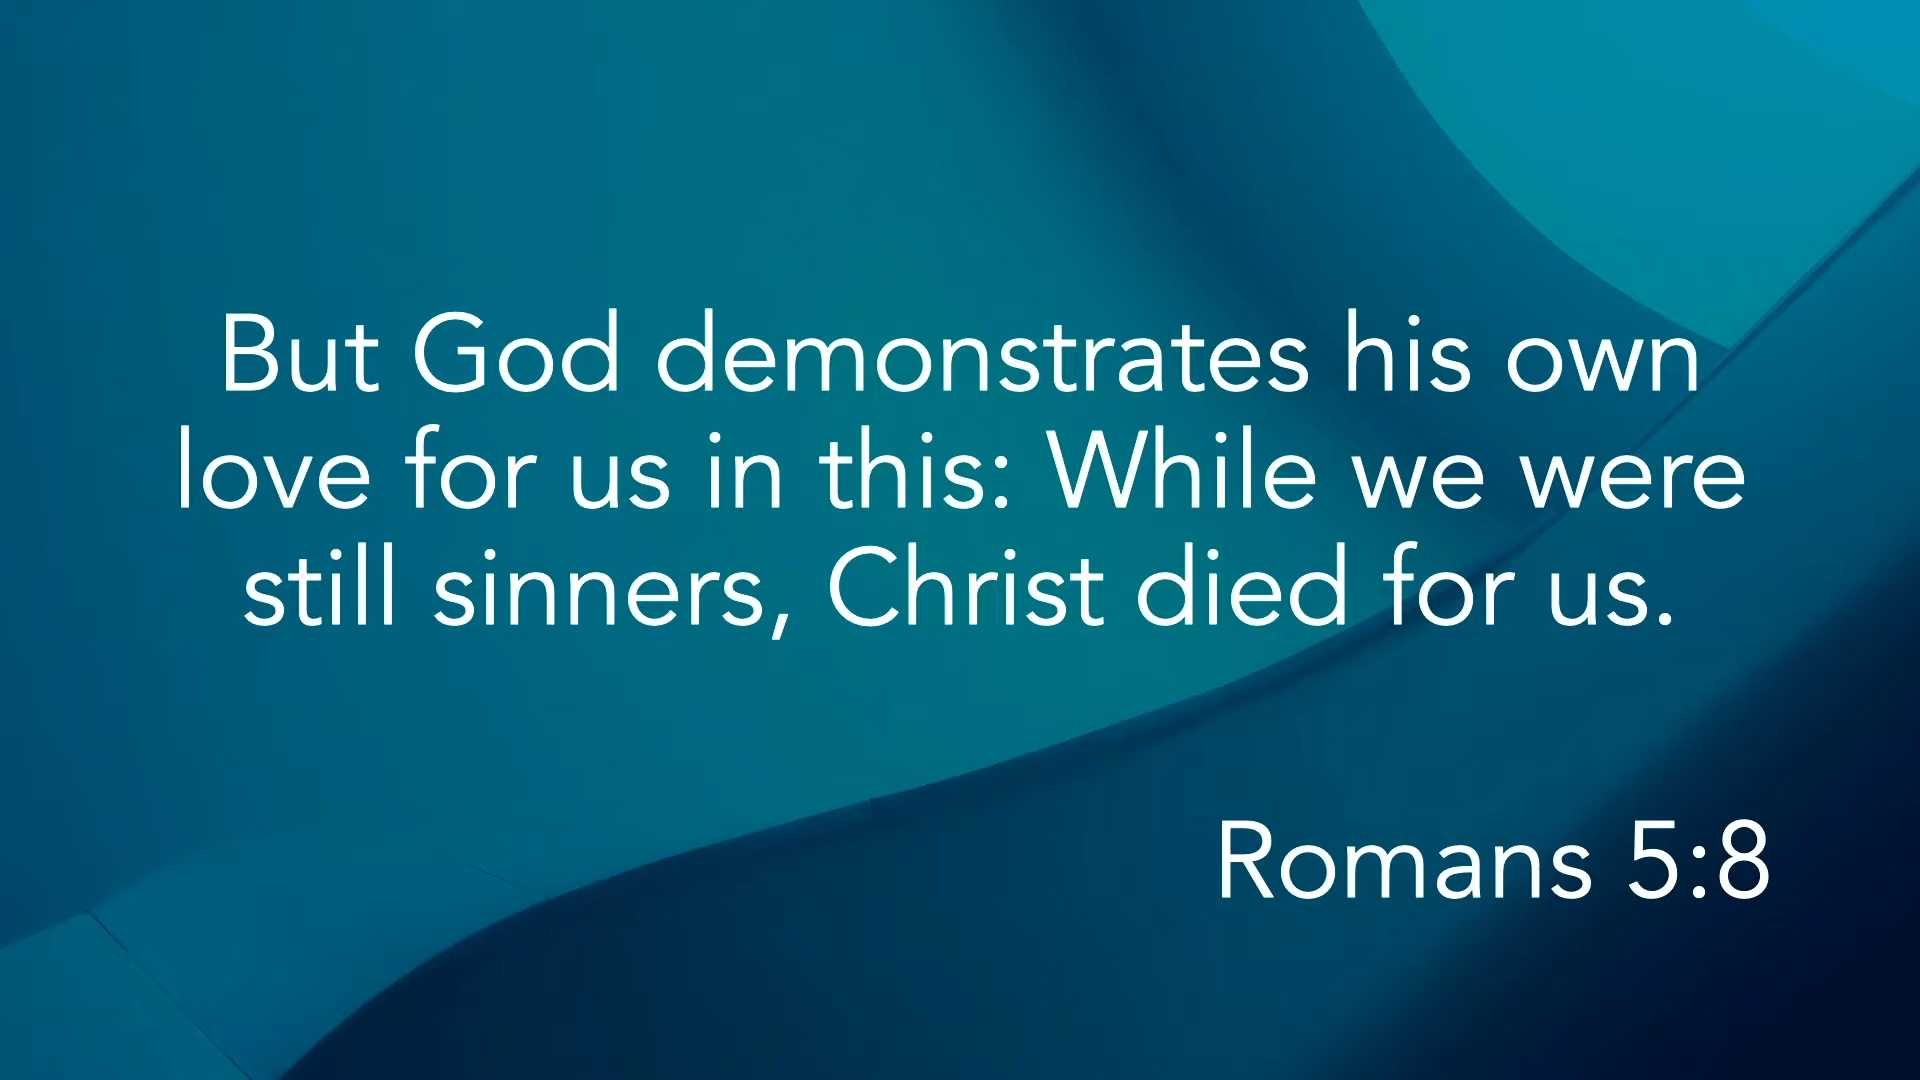 But God demonstrates his own
love for us in this: While we were
still sinners, Christ died for us.
Romans 5:8